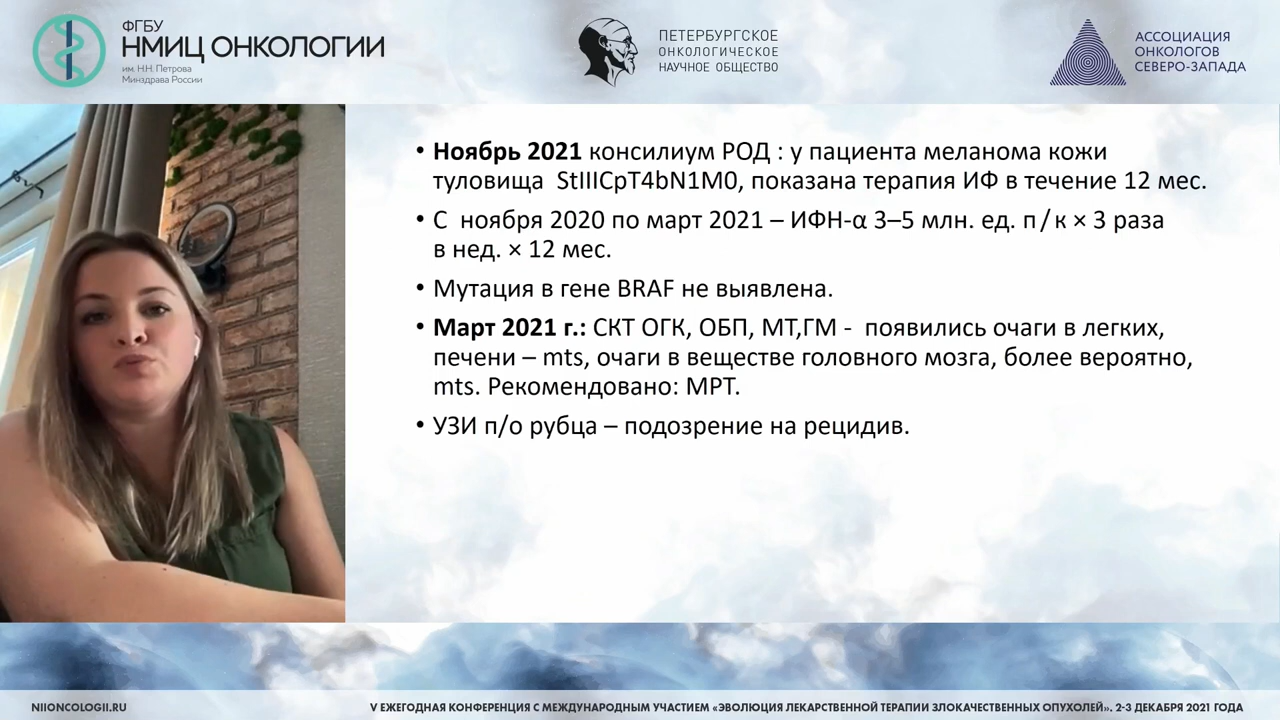 ФГБУ
НМИЦ ОНКОЛОГИИ
им. Н.Н. Петрова
Минздрава России
ПЕТЕРБУРГСКОЕ
ОНКОЛОГИЧЕСКОЕ
НАУЧНОЕ ОБЩЕСТВО
АССОЦИАЦИЯ
ОНКОЛОГОВ
СЕВЕРО-ЗАПАДА
• Ноябрь 2021 консилиум РОД : у пациента меланома кожи
туловища StIIICpT4bN1M0, показана терапия ИФ в течение 12 мес.
• С ноября 2020 по март 2021 – ИФН-α 3–5 млн. ед. п/к × 3 раза
в нед. × 12 мес.
• Мутация в гене BRAF не выявлена.
• Март 2021 г.: СКТ ОГК, ОБП, МТ,ГМ - появились очаги в легких,
печени – mts, очаги в веществе головного мозга, более вероятно,
mts. Рекомендовано: МРТ.
• УЗИ п/о рубца – подозрение на рецидив.
NIIONCOLOGII.RU
V ЕЖЕГОДНАЯ КОНФЕРЕНЦИЯ С МЕЖДУНАРОДНЫМ УЧАСТИЕМ «ЭВОЛЮЦИЯ ЛЕКАРСТВЕННОЙ ТЕРАПИИ ЗЛОКАЧЕСТВЕННЫХ ОПУХОЛЕЙ». 2-3 ДЕКАБРЯ 2021 ГОДА